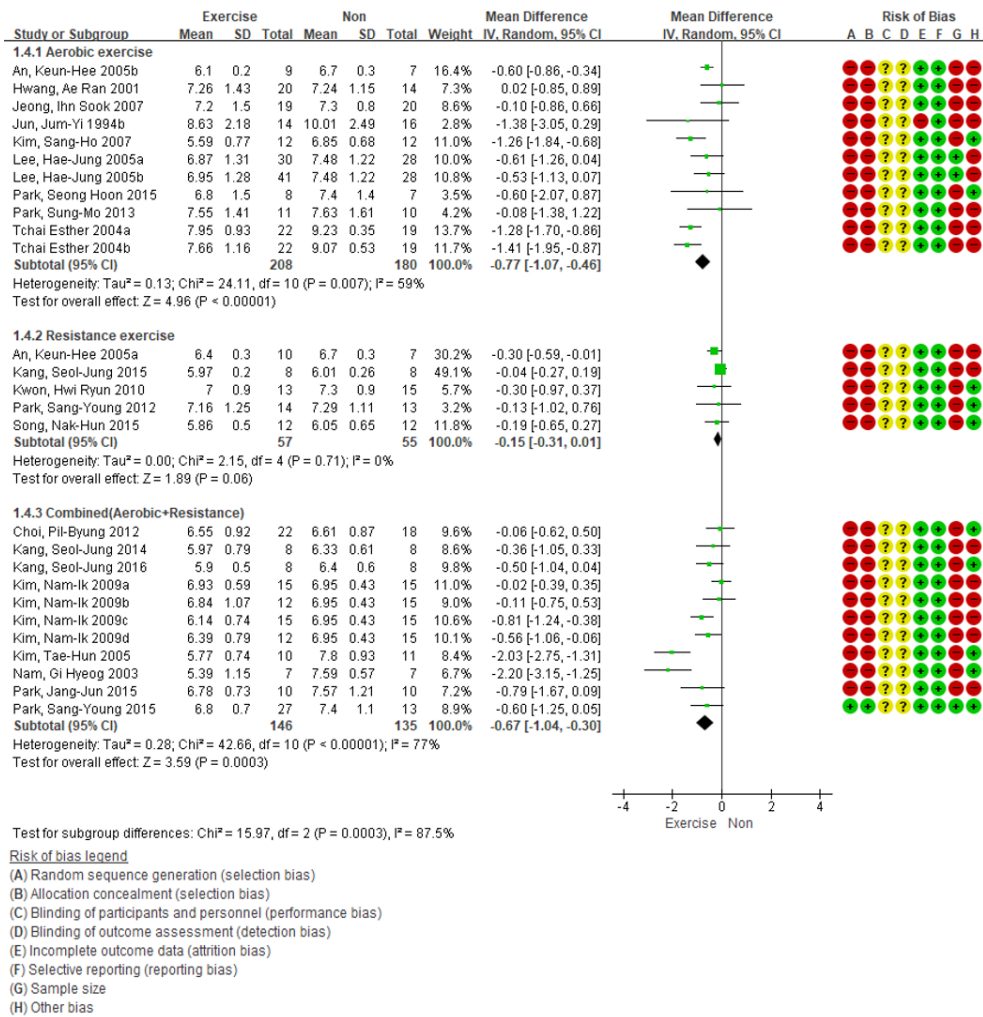 Exercise Non Mean Difference Mean Difference Risk of Bias
Study or Subgroup Mean SD Total Mean SD Total Weight IV, Random, 95% CI IV, Random, 95% CI A B C D E F G H
1.4.1 Aerobic exercise
An, Keun-Hee 2005b 6.1 0.2 9 6.7 0.3 7 16.4% -0.60 [-0.86, -0.34]
Hwang, Ae Ran 2001 7.26 1.43 20 7.24 1.15 14 7.3% 0.02 [-0.85, 0.89]
Jeong, Ihn Sook 2007 7.2 1.5 19 7.3 0.8 20 8.6% -0.10 [-0.86, 0.66]
Jun, Jum-Yi 1994b 8.63 2.18 14 10.01 2.49 16 2.8% -1.38 [-3.05, 0.29]
Kim, Sang-Ho 2007 5.59 0.77 12 6.85 0.68 12 11.0% -1.26 [-1.84, -0.68]
Lee, Hae-Jung 2005a 6.87 1.31 30 7.48 1.22 28 10.0% -0.61 [-1.26, 0.04]
Lee, Hae-Jung 2005b 6.95 1.28 41 7.48 1.22 28 10.8% -0.53 [-1.13, 0.07]
Park, Seong Hoon 2015 6.8 1.5 8 7.4 1.4 7 3.5% -0.60 [-2.07, 0.87]
Park, Sung-Mo 2013 7.55 1.41 11 7.63 1.61 10 4.2% -0.08 [-1.38, 1.22]
Tchai Esther 2004a 7.95 0.93 22 9.23 0.35 19 13.7% -1.28 [-1.70, -0.86]
Tchai Esther 2004b 7.66 1.16 22 9.07 0.53 19 11.7% -1.41 [-1.95, -0.87]
Subtotal (95% CI) 208 180 100.0% -0.77 [-1.07, -0.46]
Heterogeneity: Tau² = 0.13; Chi² = 24.11, df = 10 (P = 0.007); I² = 59%
Test for overall effect: Z = 4.96 (P < 0.00001)
1.4.2 Resistance exercise
An, Keun-Hee 2005a 6.4 0.3 10 6.7 0.3 7 30.2% -0.30 [-0.59, -0.01]
Kang, Seol-Jung 2015 5.97 0.2 8 6.01 0.26 8 49.1% -0.04 [-0.27, 0.19]
Kwon, Hwi Ryun 2010 7 0.9 13 7.3 0.9 15 5.7% -0.30 [-0.97, 0.37]
Park, Sang-Young 2012 7.16 1.25 14 7.29 1.11 13 3.2% -0.13 [-1.02, 0.76]
Song, Nak-Hun 2015 5.86 0.5 12 6.05 0.65 12 11.8% -0.19 [-0.65, 0.27]
Subtotal (95% CI) 57 55 100.0% -0.15 [-0.31, 0.01]
Heterogeneity: Tau² = 0.00; Chi² = 2.15, df = 4 (P = 0.71); I² = 0%
Test for overall effect: Z = 1.89 (P = 0.06)
1.4.3 Combined(Aerobic+Resistance)
Choi, Pil-Byung 2012 6.55 0.92 22 6.61 0.87 18 9.6% -0.06 [-0.62, 0.50]
Kang, Seol-Jung 2014 5.97 0.79 8 6.33 0.61 8 8.6% -0.36 [-1.05, 0.33]
Kang, Seol-Jung 2016 5.9 0.5 8 6.4 0.6 8 9.8% -0.50 [-1.04, 0.04]
Kim, Nam-Ik 2009a 6.93 0.59 15 6.95 0.43 15 11.0% -0.02 [-0.39, 0.35]
Kim, Nam-Ik 2009b 6.84 1.07 12 6.95 0.43 15 9.0% -0.11 [-0.75, 0.53]
Kim, Nam-Ik 2009c 6.14 0.74 15 6.95 0.43 15 10.6% -0.81 [-1.24, -0.38]
Kim, Nam-Ik 2009d 6.39 0.79 12 6.95 0.43 15 10.1% -0.56 [-1.06, -0.06]
Kim, Tae-Hun 2005 5.77 0.74 10 7.8 0.93 11 8.4% -2.03 [-2.75, -1.31]
Nam, Gi Hyeog 2003 5.39 1.15 7 7.59 0.57 7 6.7% -2.20 [-3.15, -1.25]
Park, Jang-Jun 2015 6.78 0.73 10 7.57 1.21 10 7.2% -0.79 [-1.67, 0.09]
Park, Sang-Young 2015 6.8 0.7 27 7.4 1.1 13 8.9% -0.60 [-1.25, 0.05]
Subtotal (95% CI) 146 135 100.0% -0.67 [-1.04, -0.30]
Heterogeneity: Tau² = 0.28; Chi² = 42.66, df = 10 (P < 0.00001); I² = 77%
Test for overall effect: Z = 3.59 (P = 0.0003)
-4 -2 0 2 4
Exercise Non
Test for subgroup differences: Chi² = 15.97, df = 2 (P = 0.0003), I² = 87.5%
Risk of bias legend
(A) Random sequence generation (selection bias)
(B) Allocation concealment (selection bias)
(C) Blinding of participants and personnel (performance bias)
(D) Blinding of outcome assessment (detection bias)
(E) Incomplete outcome data (attrition bias)
(F) Selective reporting (reporting bias)
(G) Sample size
(H) Other bias